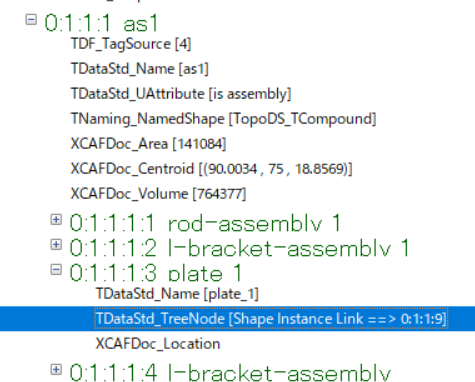 0:1:1:1 as1
TDF_TagSource [4]
TDataStd_Name [as1]
TDataStd_UAttribute [is assembly]
TNaming_NamedShape [TopoDS_TCompound]
XCAFDoc_Area [141084]
XCAFDoc_Centroid [(90.0034 , 75 , 18.8569)]
XCAFDoc_Volume [764377]
0:1:1:1:1 rod-assembly 1
0:1:1:1:2 l-bracket-assembly 1
0:1:1:1:3 plate 1
TDataStd_Name [plate_1]
TDataStd_TreeNode [Shape Instance Link ==> 0:1:1:9]
XCAFDoc_Location
0:1:1:1:4 l-bracket-assembly